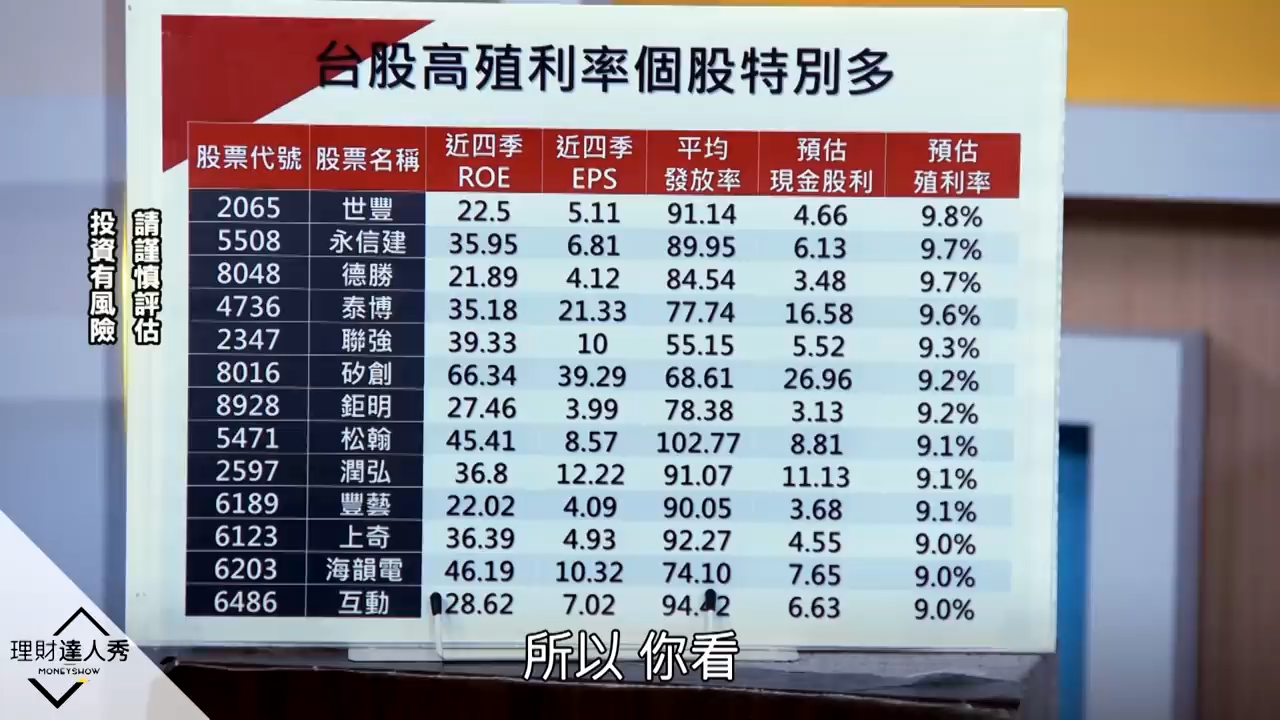 台股高殖利率個股特別多
股票代號 股票名稱 近四季ROE 近四季EPS 平均發放率 預估現金股利 預估殖利率
2065 世豐 22.5 5.11 91.14 4.66 9.8%
5508 永信建 35.95 6.81 89.95 6.13 9.7%
8048 德勝 21.89 4.12 84.54 3.48 9.7%
4736 泰博 35.18 21.33 77.74 16.58 9.6%
2347 聯強 39.33 10 55.15 5.52 9.3%
8016 矽創 66.34 39.29 68.61 26.96 9.2%
8928 鉅明 27.46 3.99 78.38 3.13 9.2%
5471 松翰 45.41 8.57 102.77 8.81 9.1%
2597 潤弘 36.8 12.22 91.07 11.13 9.1%
6189 豐藝 22.02 4.09 90.05 3.68 9.1%
6123 上奇 36.39 4.93 92.27 4.55 9.0%
6203 海韻電 46.19 10.32 74.10 7.65 9.0%
6486 互動 28.62 7.02 94.42 6.63 9.0%
投資有風險
請謹慎評估
理財達人秀
MONEYSHOW
所以 你看